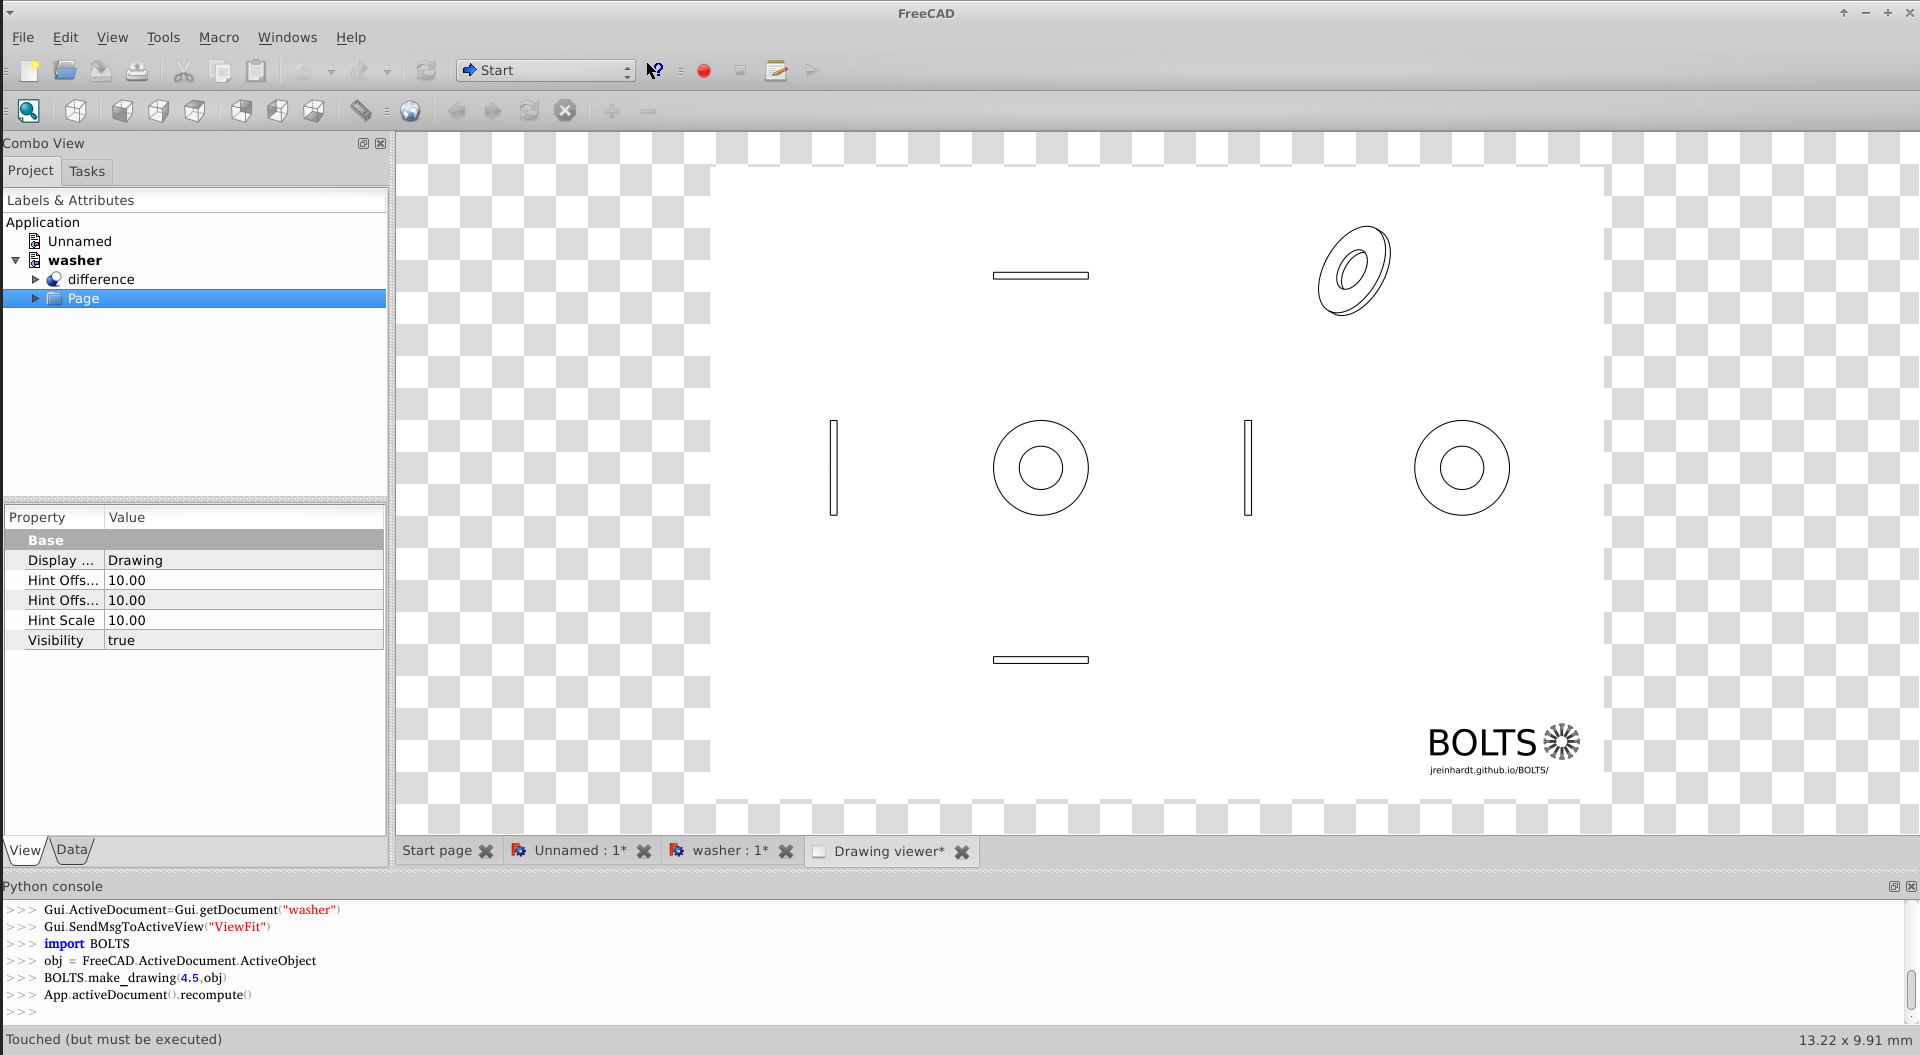 FreeCAD
File Edit View Tools Macro Windows Help
Start
Combo View
Project Tasks
Labels & Attributes
Application
Unnamed
washer
difference
Page
Property Value
Base
Display ... Drawing
Hint Offs... 10.00
Hint Offs... 10.00
Hint Scale 10.00
Visibility true
View Data
BOLTS
jreinhardt.github.io/BOLTS/
Start page Unnamed : 1* washer : 1* Drawing viewer*
Python console
>>> Gui.ActiveDocument=Gui.getDocument("washer")
>>> Gui.SendMsgToActiveView("ViewFit")
>>> import BOLTS
>>> obj = FreeCAD.ActiveDocument.ActiveObject
>>> BOLTS.make_drawing(4.5,obj)
>>> App.activeDocument().recompute()
>>>
Touched (but must be executed) 13.22 x 9.91 mm